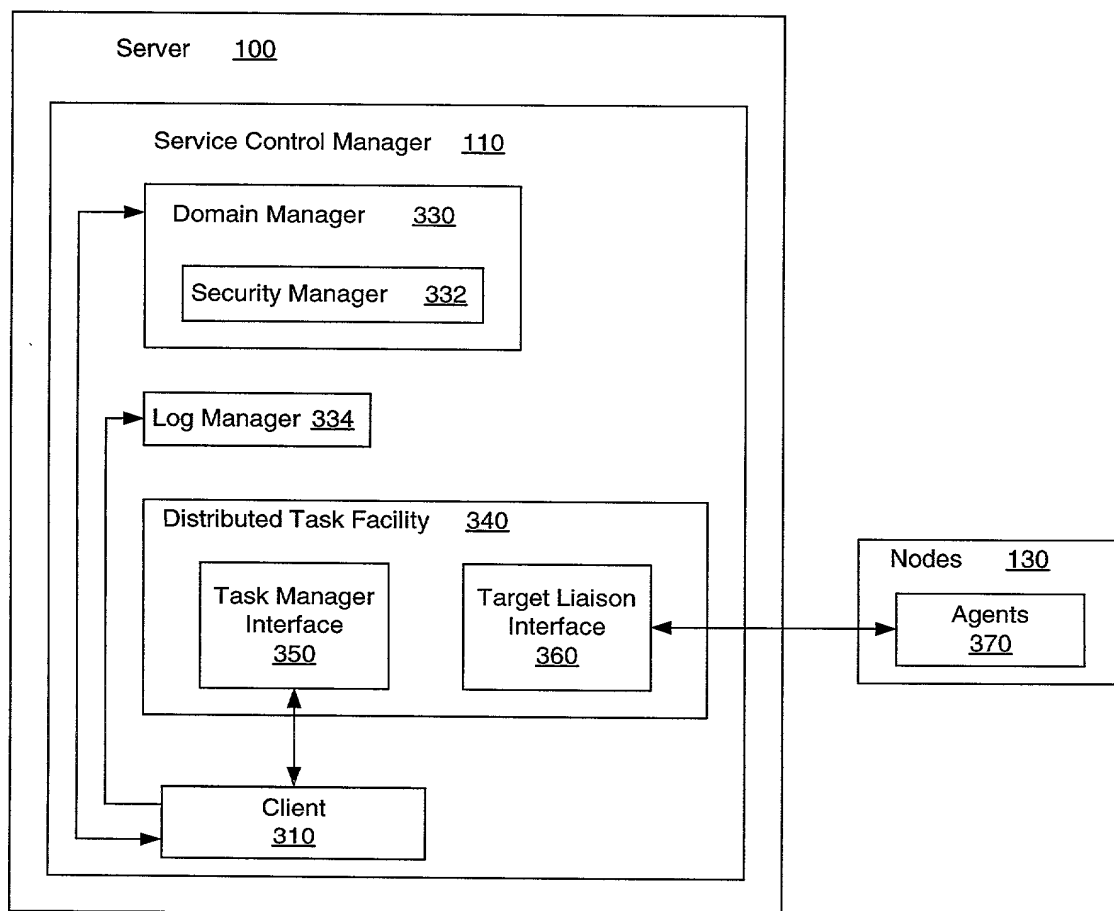 Server 100
Service Control Manager 110
Domain Manager 330
Security Manager 332
Log Manager 334
Distributed Task Facility 340
Task Manager
Interface
350
Target Liaison
Interface
360
Nodes 130
Agents
370
Client
310